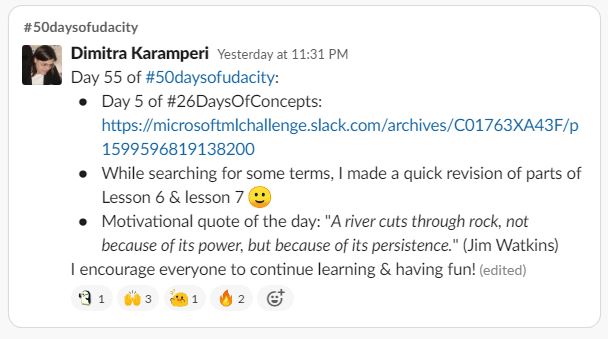 #50daysofudacity
Dimitra Karamperi Yesterday at 11:31 PM
Day 55 of #50daysofudacity:
● Day 5 of #26DaysOfConcepts:
https://microsoftmlchallenge.slack.com/archives/C01763XA43F/p
1599596819138200
● While searching for some terms, I made a quick revision of parts of
Lesson 6 & lesson 7 🙂
● Motivational quote of the day: "A river cuts through rock, not
because of its power, but because of its persistence." (Jim Watkins)
I encourage everyone to continue learning & having fun! (edited)
1 3 1 2